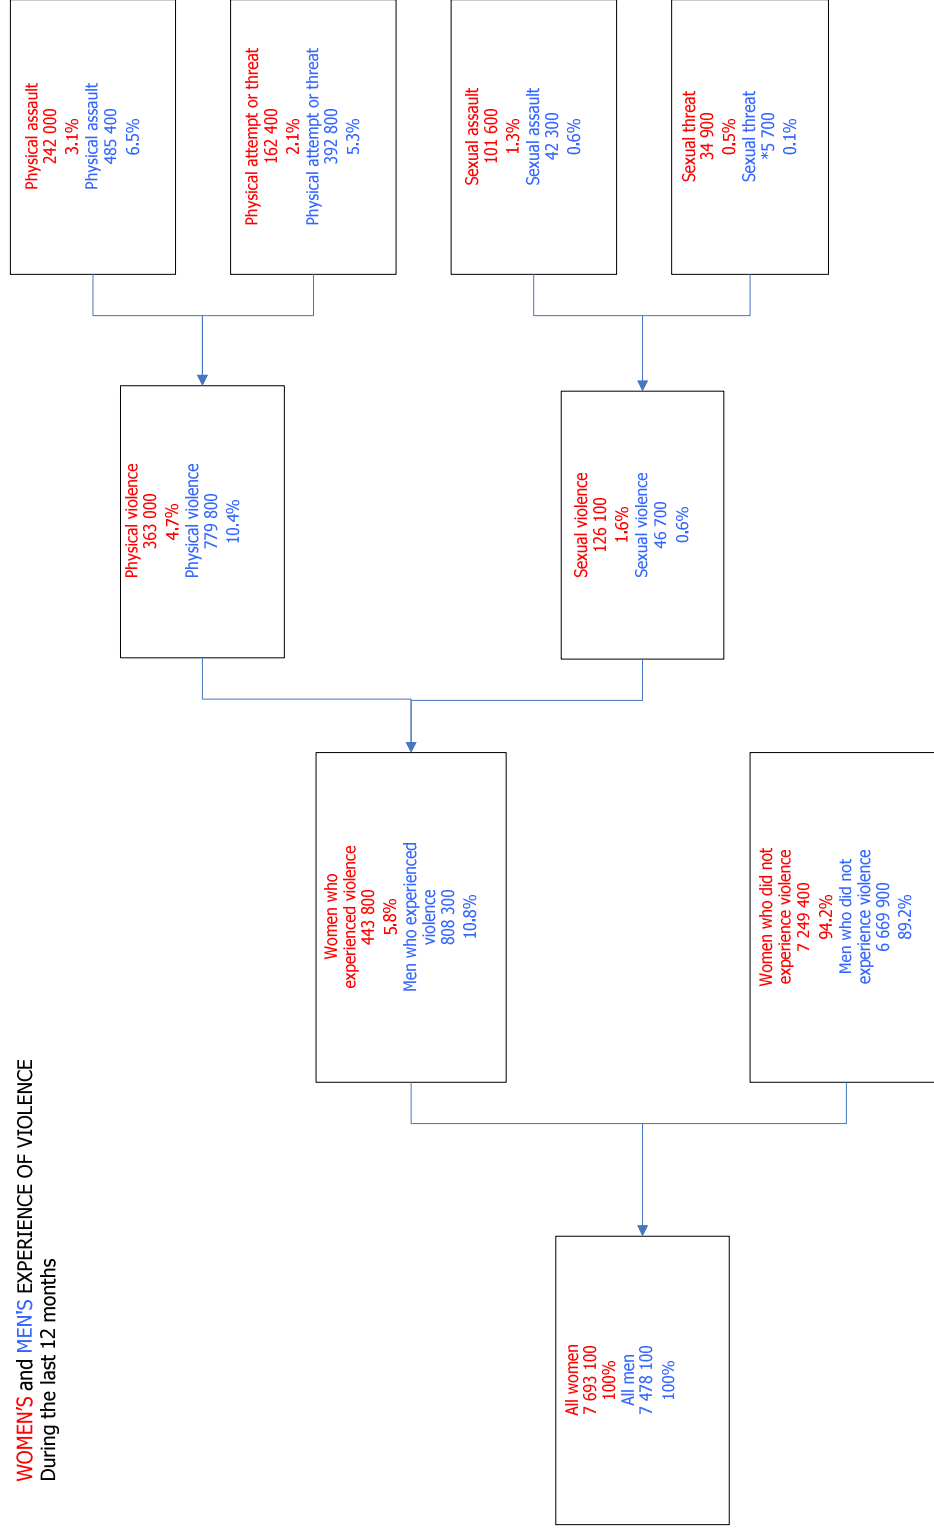 WOMEN'S and MEN'S EXPERIENCE OF VIOLENCE
During the last 12 months
Physical assault
242 000
3.1%
Physical assault
485 400
6.5%
Physical attempt or threat
162 400
2.1%
Physical attempt or threat
392 800
5.3%
Sexual assault
101 600
1.3%
Sexual assault
42 300
0.6%
Sexual threat
34 900
0.5%
Sexual threat
*5 700
0.1%
Physical violence
363 000
4.7%
Physical violence
779 800
10.4%
Sexual violence
126 100
1.6%
Sexual violence
46 700
0.6%
Women who
experienced violence
443 800
5.8%
Men who experienced
violence
808 300
10.8%
Women who did not
experience violence
7 249 400
94.2%
Men who did not
experience violence
6 669 900
89.2%
All women
7 693 100
100%
All men
7 478 100
100%